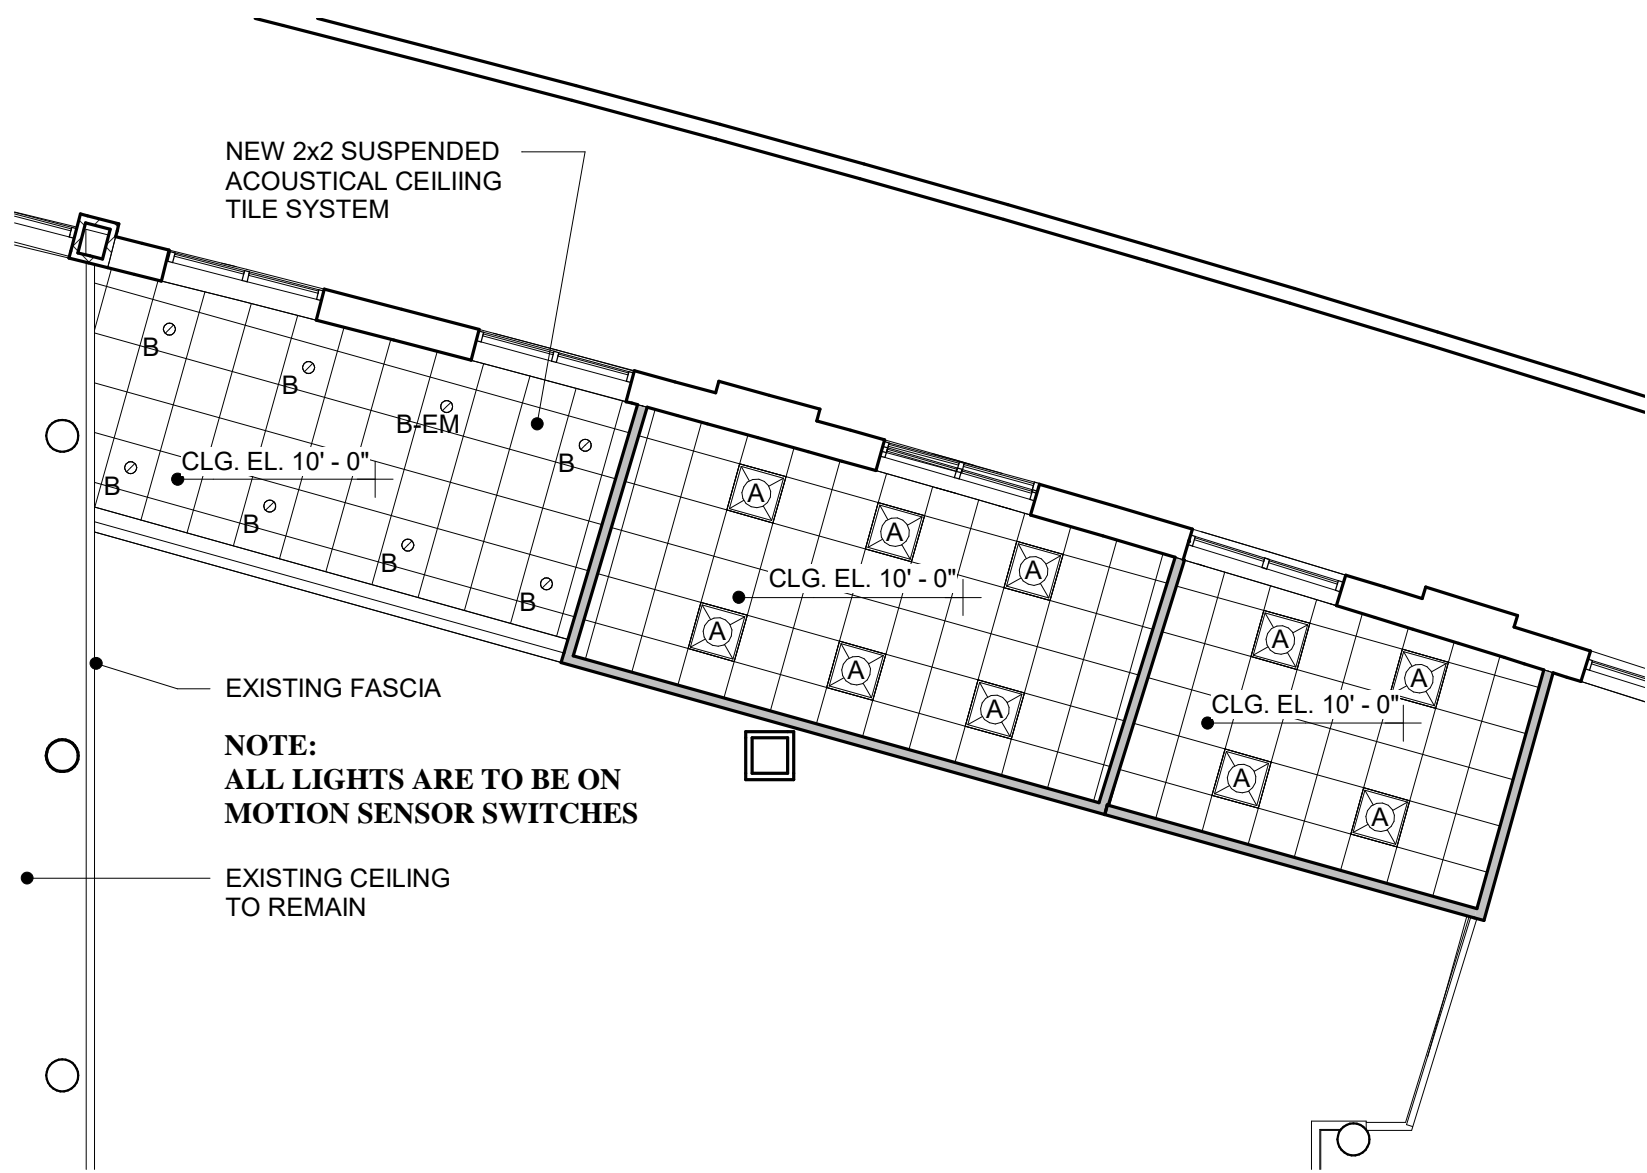 NEW 2x2 SUSPENDED
ACOUSTICAL CEILIING
TILE SYSTEM
B
B
B-EM
B
CLG. EL. 10' - 0"
B
B
B
B
A
A
A
CLG. EL. 10' - 0"
A
A
A
A
A
CLG. EL. 10' - 0"
A
A
EXISTING FASCIA
NOTE:
ALL LIGHTS ARE TO BE ON
MOTION SENSOR SWITCHES
EXISTING CEILING
TO REMAIN